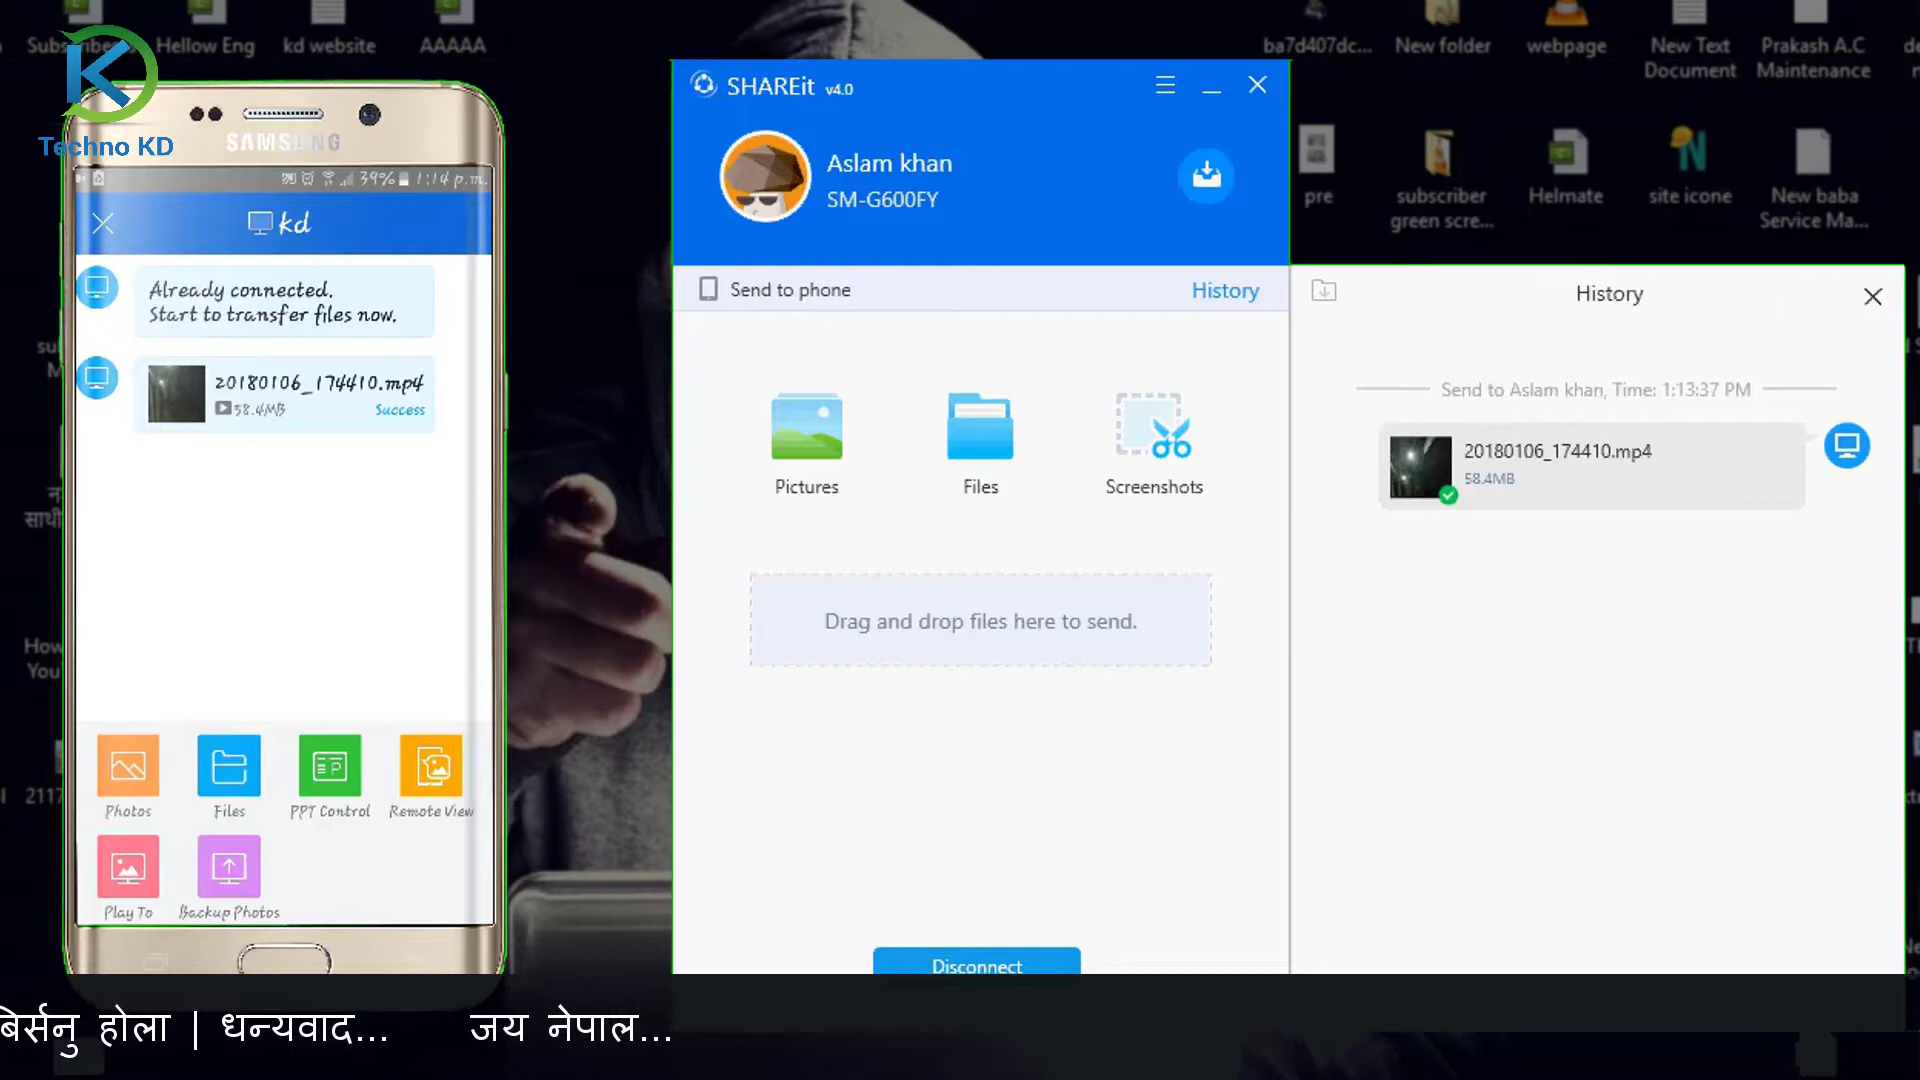 Hellow Eng
kd website
AAAAA
ba7d407dc...
New folder
webpage
New Text
Document
Prakash A.C
Maintenance
Techno KD
SAMSUNG
39% 1:14 p.m.
kd
Already connected.
Start to transfer files now.
20180106_174410.mp4
58.4MB
Success
Photos
Files
PPT Control
Remote View
Play To
Backup Photos
SHAREit v4.0
Aslam khan
SM-G600FY
Send to phone
History
Pictures
Files
Screenshots
Drag and drop files here to send.
Disconnect
pre
subscriber
green scre...
Helmate
site icone
New baba
Service Ma...
History
Send to Aslam khan, Time: 1:13:37 PM
20180106_174410.mp4
58.4MB
How
You
2117
बिर्सनु होला | धन्यवाद... जय नेपाल...